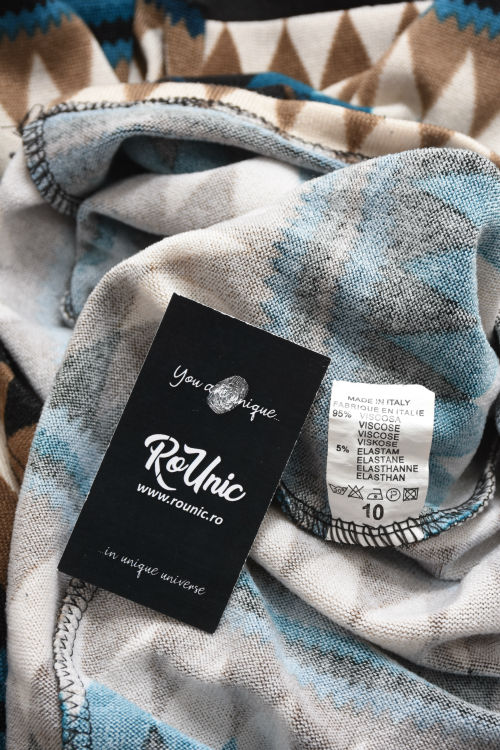 You are unique...
RoUnic
www.rounic.ro
...in unique universe
MADE IN ITALY
FABRIQUE EN ITALIE
95% VISCOSA
VISCOSE
VISCOSE
VISKOSE
5% ELASTAM
ELASTANE
ELASTHANNE
ELASTHAN
10